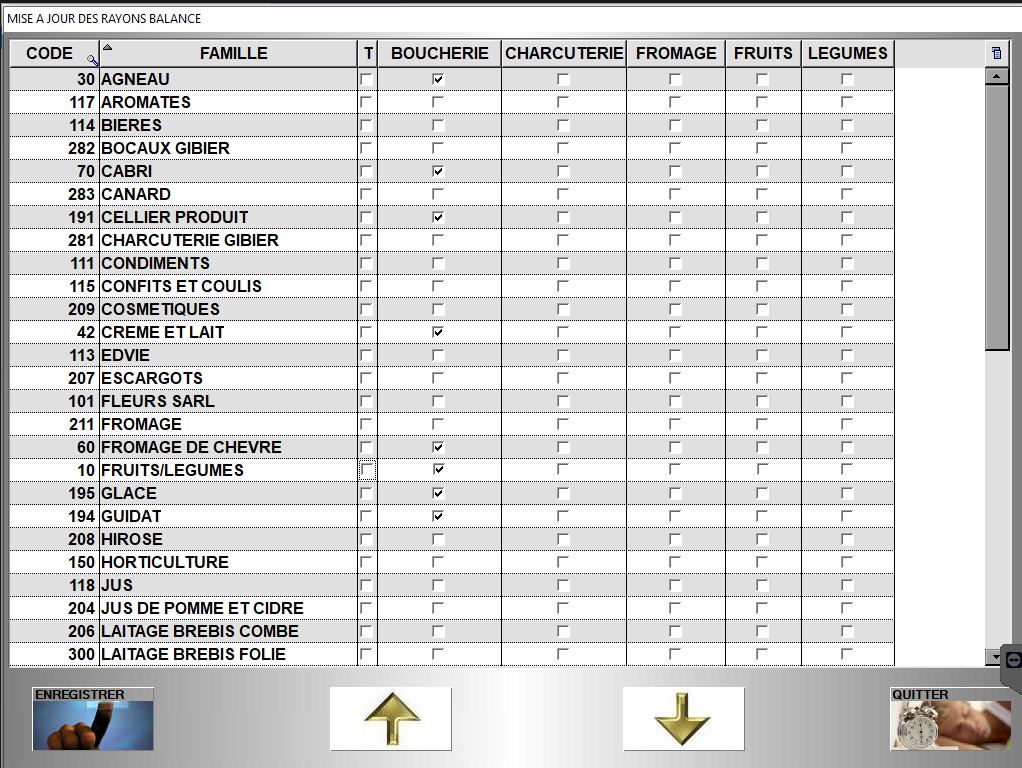 MISE A JOUR DES RAYONS BALANCE
CODE FAMILLE T BOUCHERIE CHARCUTERIE FROMAGE FRUITS LEGUMES
30 AGNEAU
117 AROMATES
114 BIERES
282 BOCAUX GIBIER
70 CABRI
283 CANARD
191 CELLIER PRODUIT
281 CHARCUTERIE GIBIER
111 CONDIMENTS
115 CONFITS ET COULIS
209 COSMETIQUES
42 CREME ET LAIT
113 EDVIE
207 ESCARGOTS
101 FLEURS SARL
211 FROMAGE
60 FROMAGE DE CHEVRE
10 FRUITS/LEGUMES
195 GLACE
194 GUIDAT
208 HIROSE
150 HORTICULTURE
118 JUS
204 JUS DE POMME ET CIDRE
206 LAITAGE BREBIS COMBE
300 LAITAGE BREBIS FOLIE
ENREGISTRER QUITTER